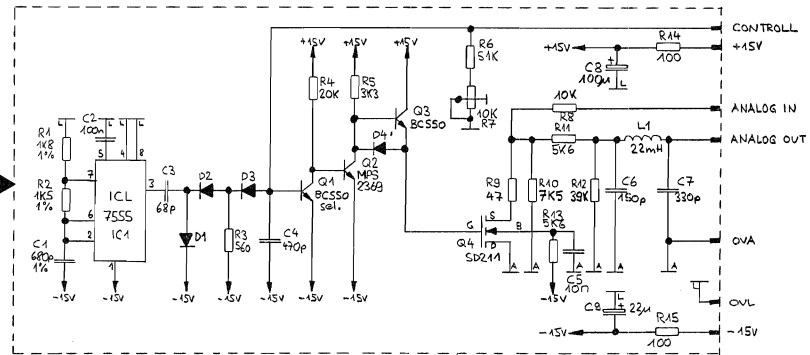 CONTROLL
R14
+15V
+15V
100
C8
100µ
L
+15V
+15V
+15V
R6
51K
10K
R7
R4
20K
R5
3K3
Q3
BC550
D4'
Q2
MPS
2369
Q1
BC550
sel.
10K
R8
ANALOG IN
R11
5K6
L1
22mH
ANALOG OUT
L
C2
100n
L
L
R1
1K8
1%
R2
1K5
1%
C1
680p
1%
5
4
8
7
6
2
3
1
ICL
7555
IC1
C3
68p
D2
D3
D1
R3
560
C4
470p
R9
47
R10
7K5
R12
39K
C6
150p
C7
330p
G
S
B
D
Q4
SD211
R13
5K6
C5
10n
A
A
A
A
A
A
OVA
-15V
-15V
-15V
-15V
-15V
-15V
-15V
-15V
L
C9
22µ
L
OVL
-15V
R15
100
-15V